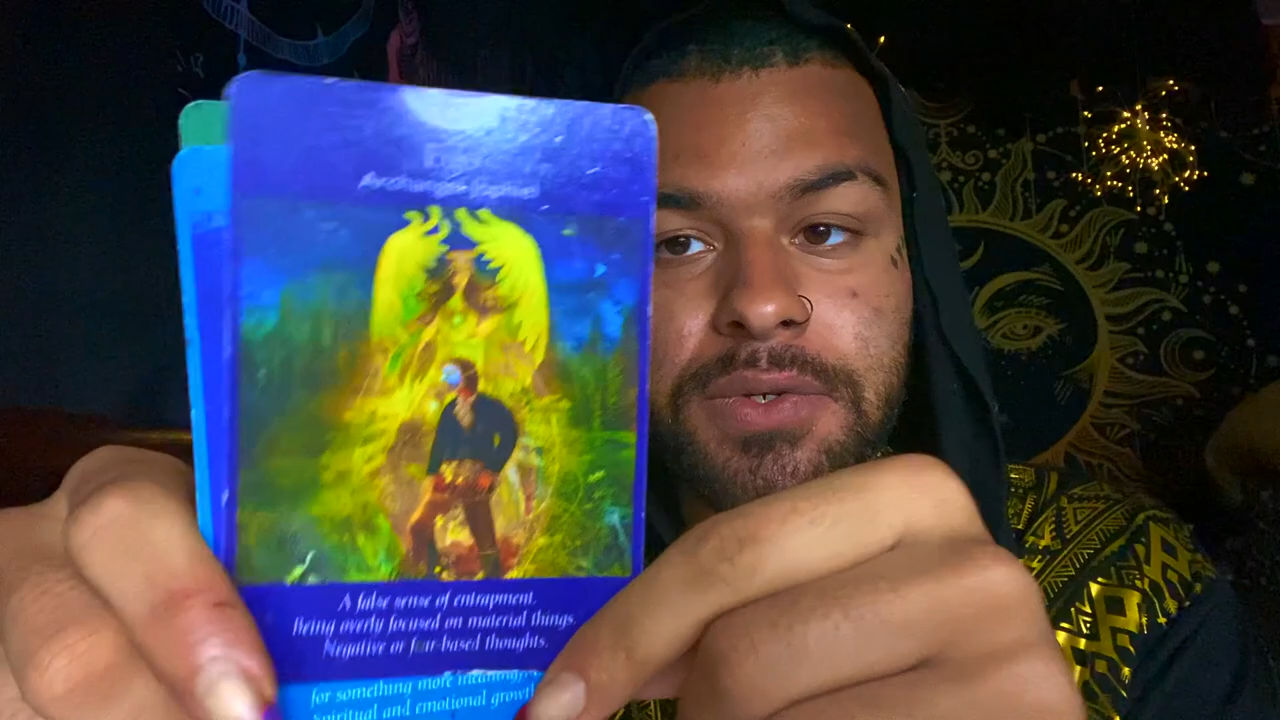 Archangel
A false sense of entrapment.
Being overly focused on material things.
Negative or fear-based thoughts.
for something more meaningful
Spiritual and emotional growth